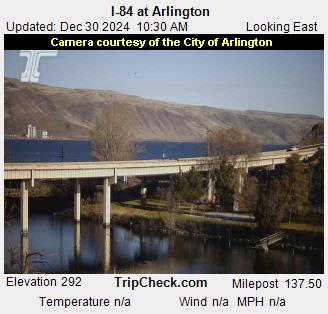 I-84 at Arlington
Updated: Dec 30 2024 10:30 AM Looking East
Camera courtesy of the City of Arlington
Elevation 292 TripCheck.com Milepost 137.50
Temperature n/a Wind n/a MPH n/a